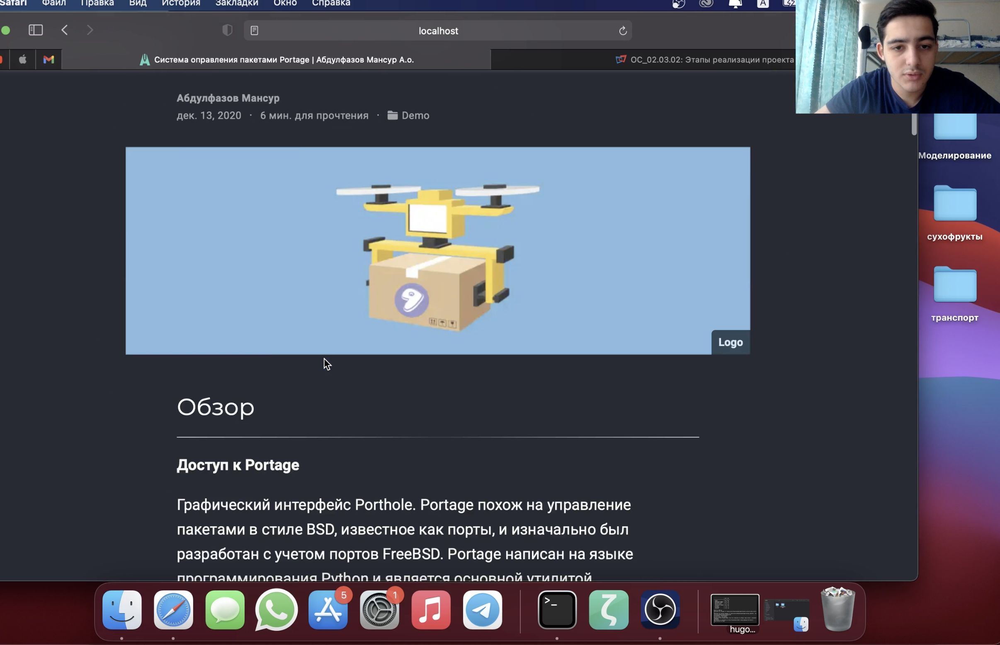 Safari Файл Правка Вид История Закладки Окно Справка A
localhost
Система оправления пакетами Portage | Абдулфазов Мансур А.о.
ОС_02.03.02: Этапы реализации проекта
Абдулфазов Мансур
дек. 13, 2020 · 6 мин. для прочтения · Demo
Logo
Обзор
Доступ к Portage
Графический интерфейс Porthole. Portage похож на управление
пакетами в стиле BSD, известное как порты, и изначально был
разработан с учетом портов FreeBSD. Portage написан на языке
программирования Python и является основной утилитой
Моделирование
сухофрукты
транспорт
5
1
>_
hugo...